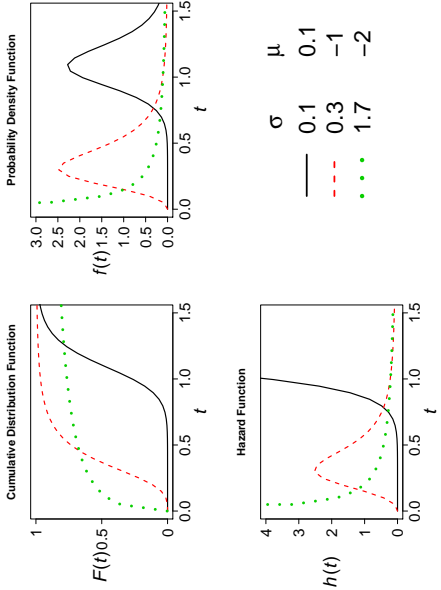 Cumulative Distribution Function
F(t)
1
0.5
0
0.0 0.5 1.0 1.5
t
Probability Density Function
f(t)
3.0
2.5
2.0
1.5
1.0
0.5
0.0
0.0 0.5 1.0 1.5
t
Hazard Function
h(t)
4
3
2
1
0
0.0 0.5 1.0 1.5
t
σ μ
0.1 0.1
0.3 −1
1.7 −2